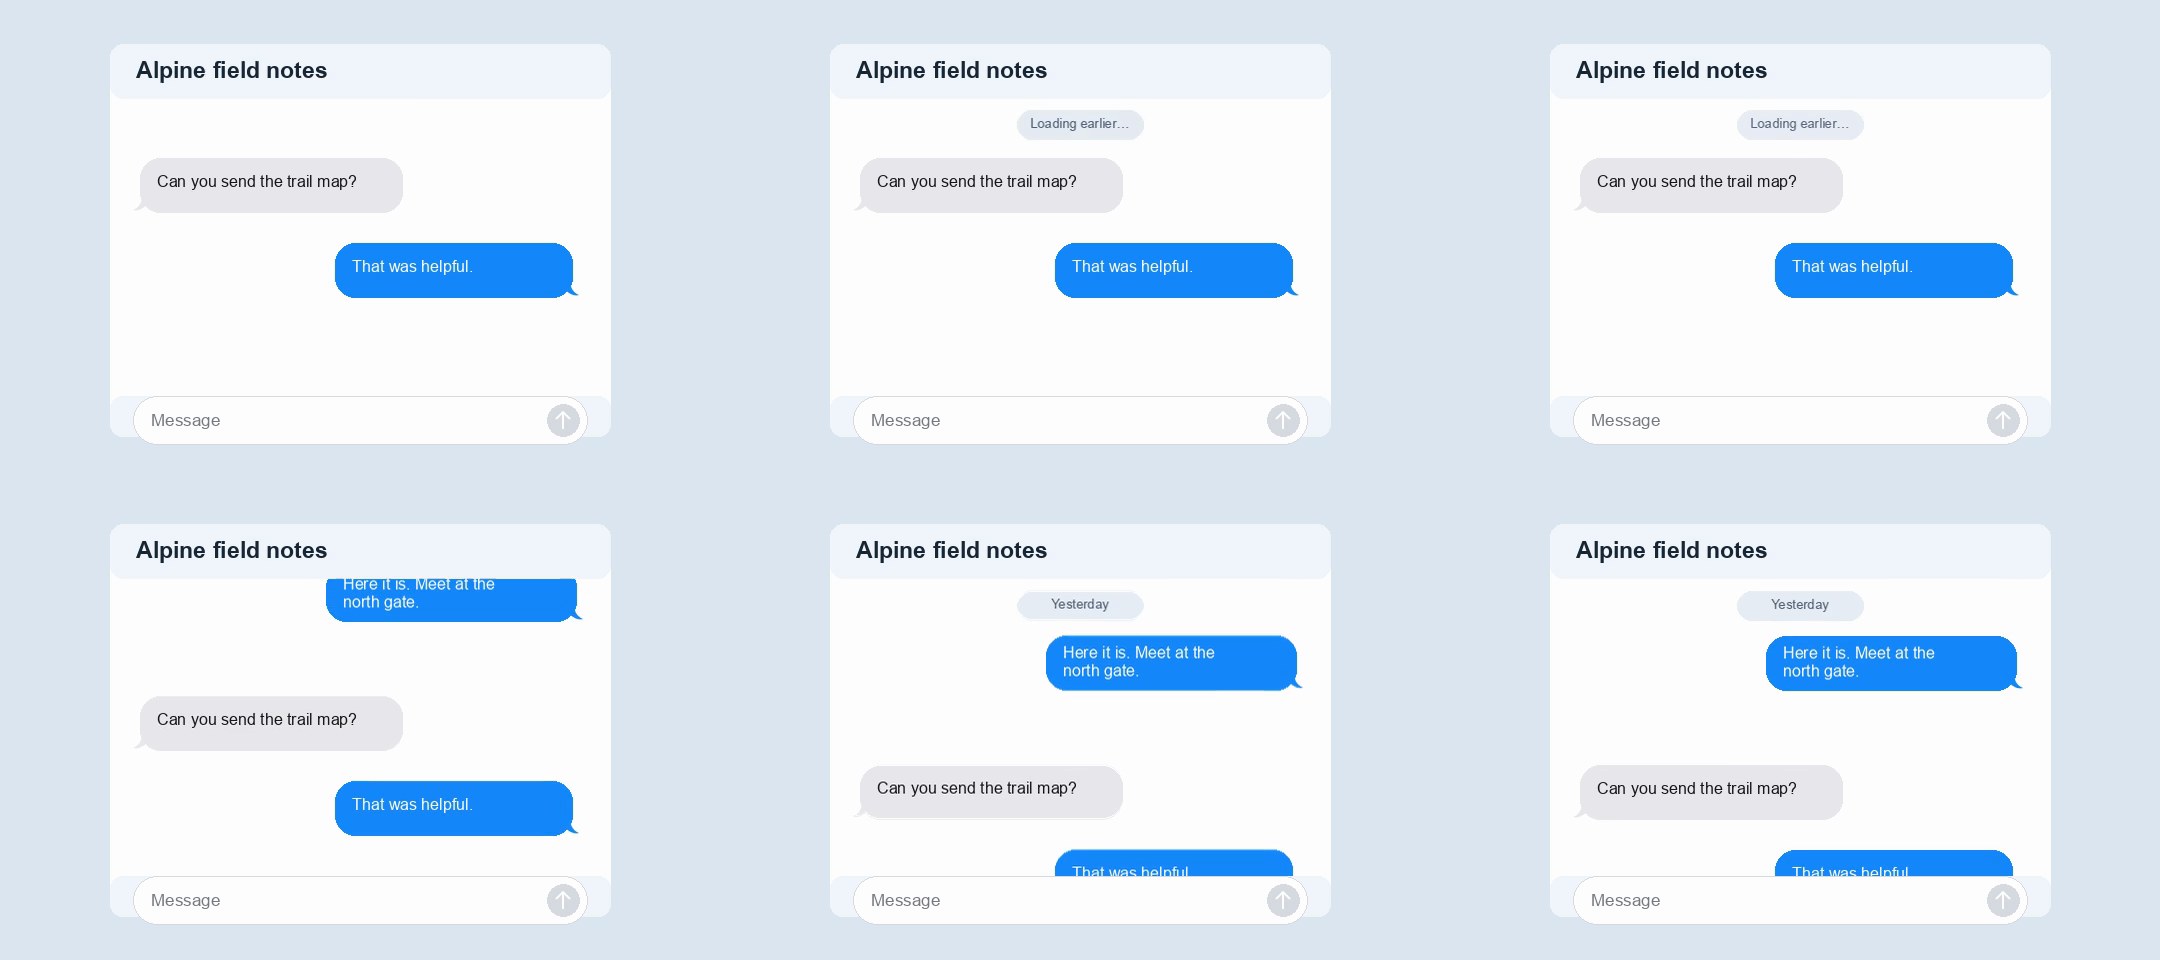 Alpine field notes
Can you send the trail map?
That was helpful.
Message
Alpine field notes
Loading earlier...
Can you send the trail map?
That was helpful.
Message
Alpine field notes
Loading earlier...
Can you send the trail map?
That was helpful.
Message
Alpine field notes
Here it is. Meet at the
north gate.
Can you send the trail map?
That was helpful.
Message
Alpine field notes
Yesterday
Here it is. Meet at the
north gate.
Can you send the trail map?
That was helpful
Message
Alpine field notes
Yesterday
Here it is. Meet at the
north gate.
Can you send the trail map?
That was helpful
Message